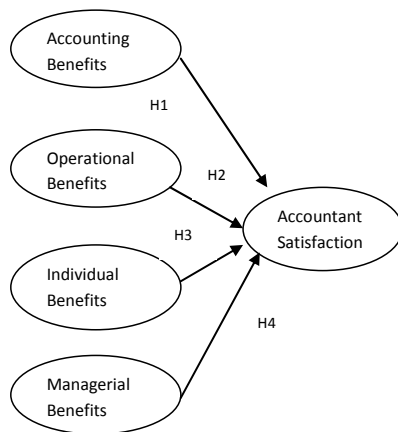 Accounting
Benefits
H1
Operational
Benefits
H2
Accountant
Satisfaction
H3
Individual
Benefits
H4
Managerial
Benefits